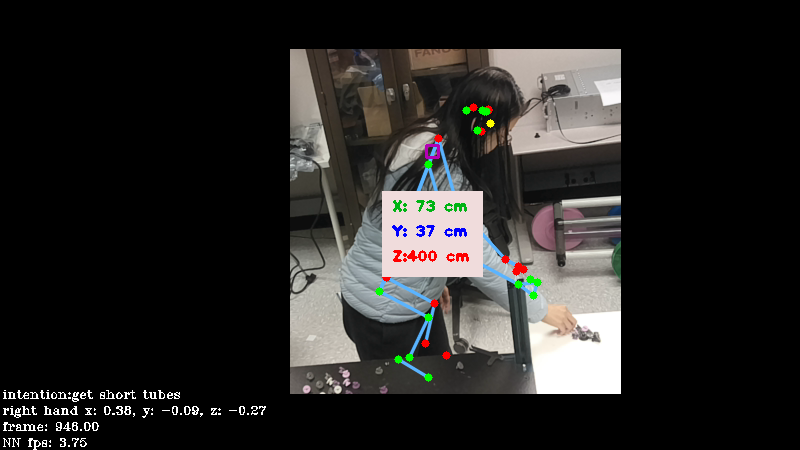 FANC
X: 73 cm
Y: 37 cm
Z:400 cm
intention:get short tubes
right hand x: 0.38, y: -0.09, z: -0.27
frame: 946.00
NN fps: 3.75